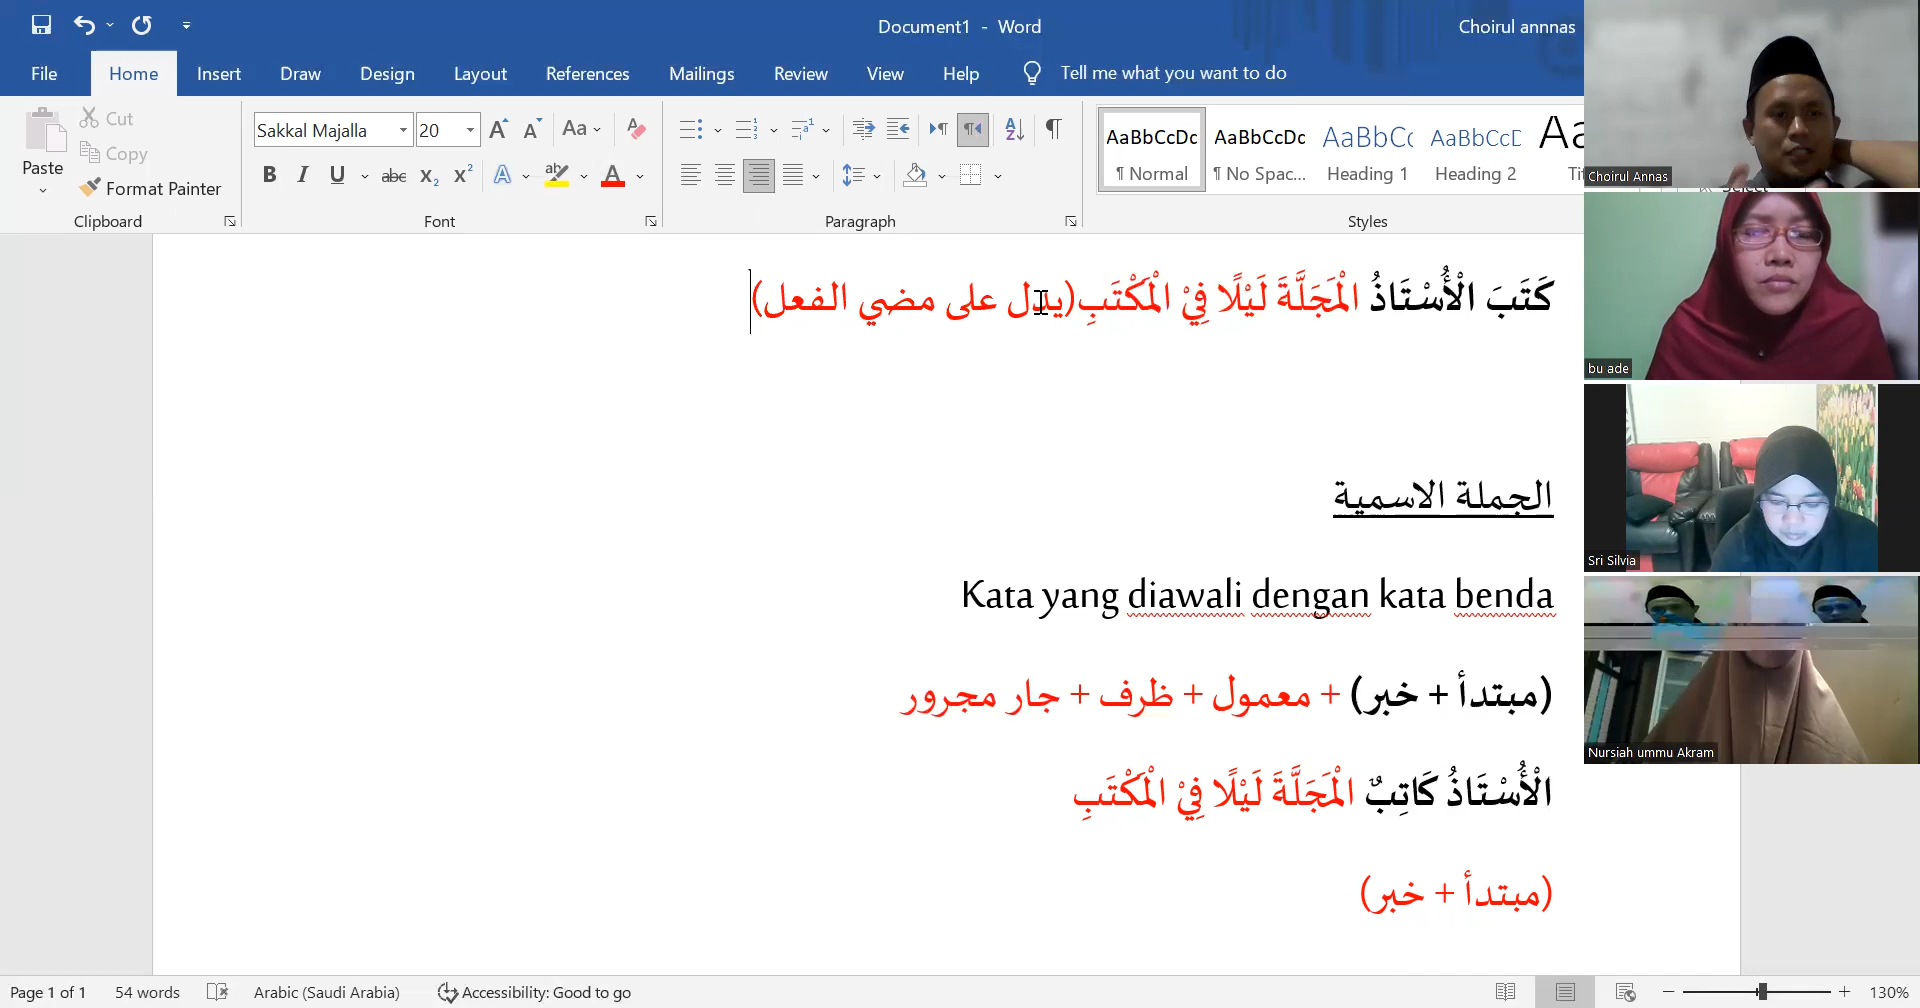 Document1 - Word
Choirul annnas
File Home Insert Draw Design Layout References Mailings Review View Help Tell me what you want to do
Paste
Cut
Copy
Format Painter
Clipboard
Sakkal Majalla 20
Font
Paragraph
AaBbCcDc AaBbCcDc AaBbCc AaBbCcD
¶ Normal ¶ No Spac... Heading 1 Heading 2
Styles
Choirul Annas
bu ade
Sri Silvia
Nursiah ummu Akram
كَتَبَ الْأُسْتَاذُ الْمَجَلَّةَ لَيْلًا فِيْ الْمَكْتَبِ(يدل على مضي الفعل)
الجملة الاسمية
Kata yang diawali dengan kata benda
(مبتدأ + خبر) + معمول + ظرف + جار مجرور
الْأُسْتَاذُ كَاتِبٌ الْمَجَلَّةَ لَيْلًا فِيْ الْمَكْتَبِ
(مبتدأ + خبر)
Page 1 of 1 54 words Arabic (Saudi Arabia) Accessibility: Good to go 130%